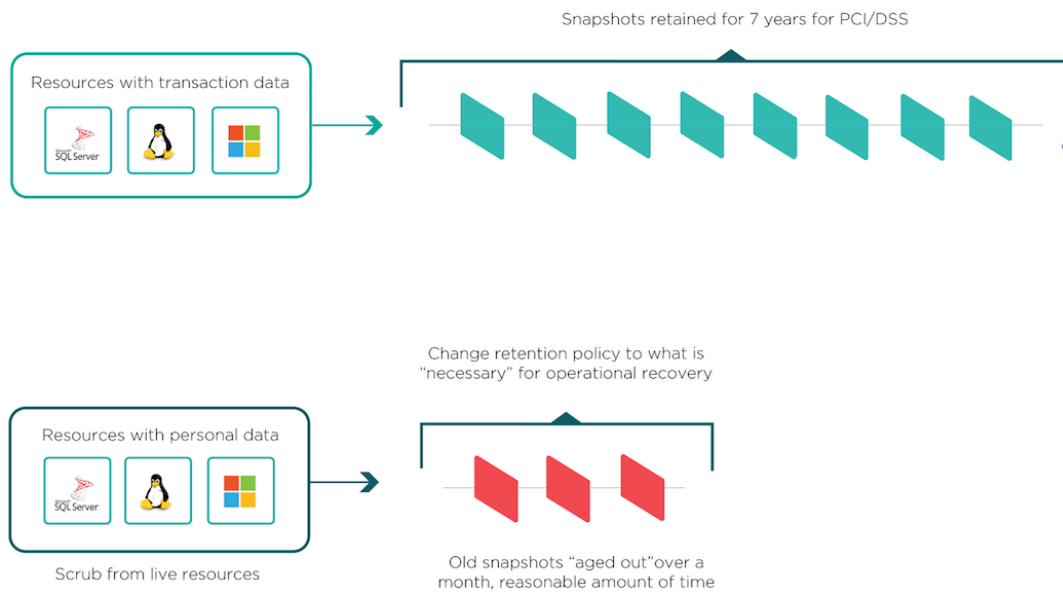 Snapshots retained for 7 years for PCI/DSS
Resources with transaction data
Microsoft
SQL Server
Change retention policy to what is
“necessary” for operational recovery
Resources with personal data
Microsoft
SQL Server
Scrub from live resources
Old snapshots “aged out”over a
month, reasonable amount of time